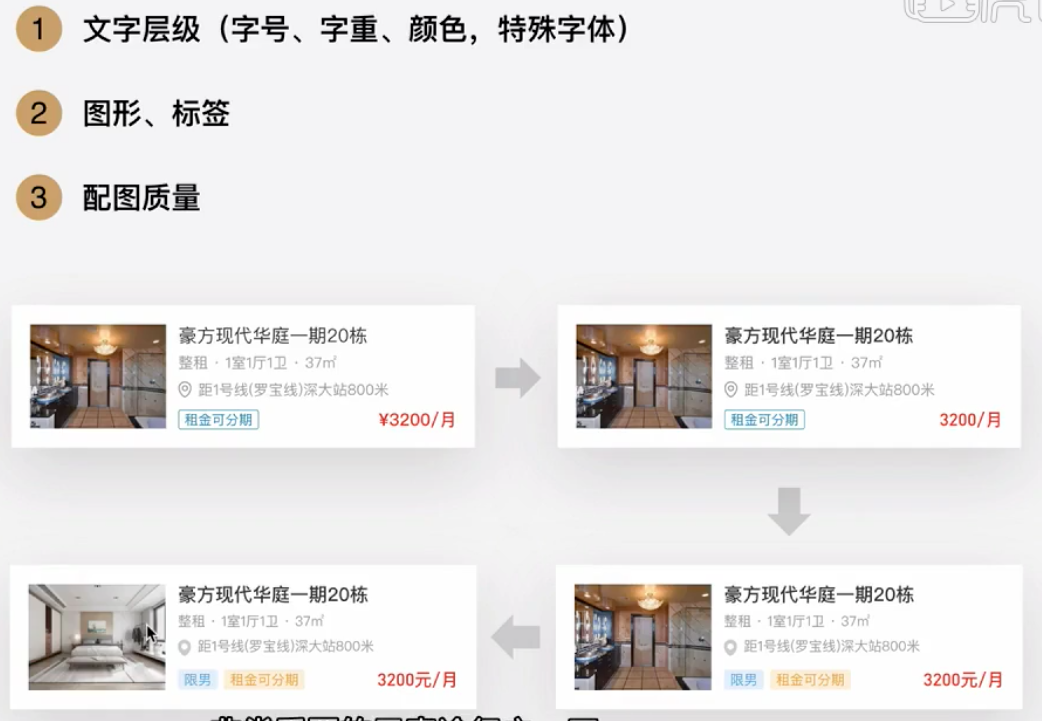 1 文字层级（字号、字重、颜色，特殊字体）
2 图形、标签
3 配图质量
豪方现代华庭一期20栋
整租 · 1室1厅1卫 · 37㎡
距1号线(罗宝线)深大站800米
租金可分期 ¥3200/月
豪方现代华庭一期20栋
整租 · 1室1厅1卫 · 37㎡
距1号线(罗宝线)深大站800米
租金可分期 3200/月
豪方现代华庭一期20栋
整租 · 1室1厅1卫 · 37㎡
距1号线(罗宝线)深大站800米
限男 租金可分期 3200元/月
豪方现代华庭一期20栋
整租 · 1室1厅1卫 · 37㎡
距1号线(罗宝线)深大站800米
限男 租金可分期 3200元/月